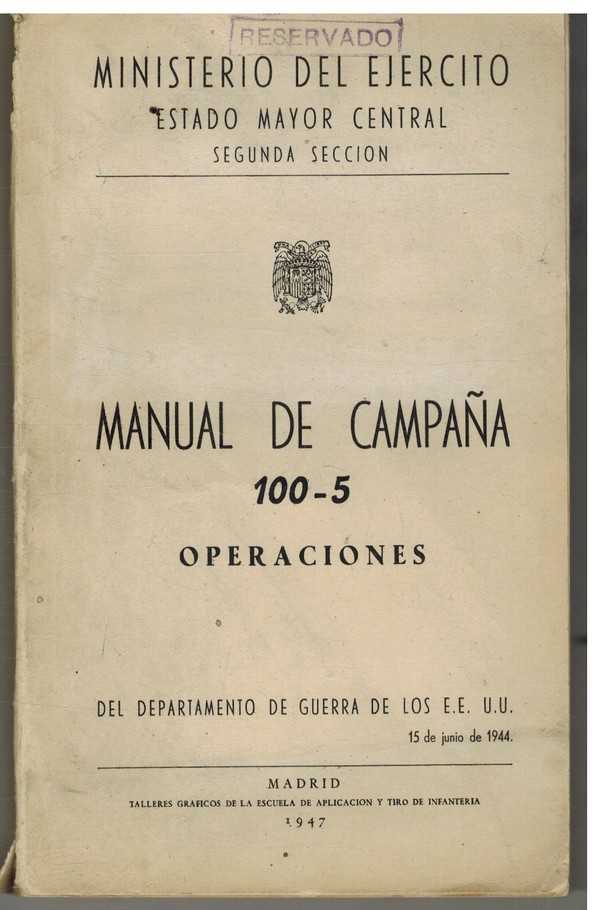 RESERVADO
MINISTERIO DEL EJERCITO
ESTADO MAYOR CENTRAL
SEGUNDA SECCION
MANUAL DE CAMPAÑA
100-5
OPERACIONES
DEL DEPARTAMENTO DE GUERRA DE LOS E.E. U.U.
15 de junio de 1944.
MADRID
TALLERES GRAFICOS DE LA ESCUELA DE APLICACION Y TIRO DE INFANTERIA
1947